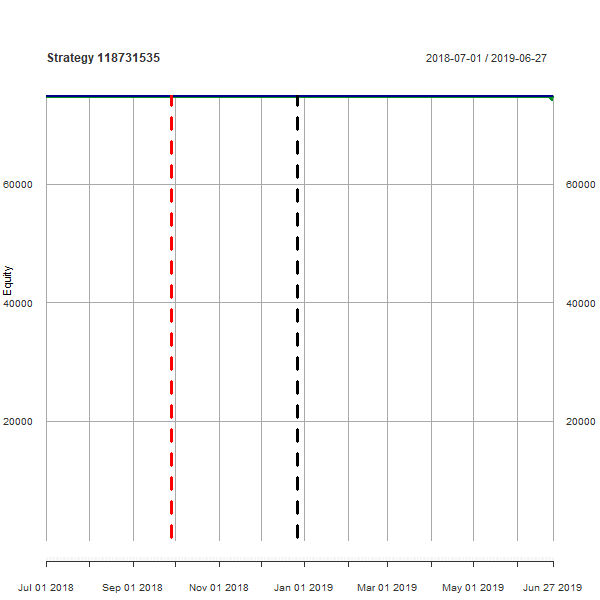 Strategy 118731535
2018-07-01 / 2019-06-27
60000
60000
Equity
40000
40000
20000
20000
Jul 01 2018
Sep 01 2018
Nov 01 2018
Jan 01 2019
Mar 01 2019
May 01 2019
Jun 27 2019